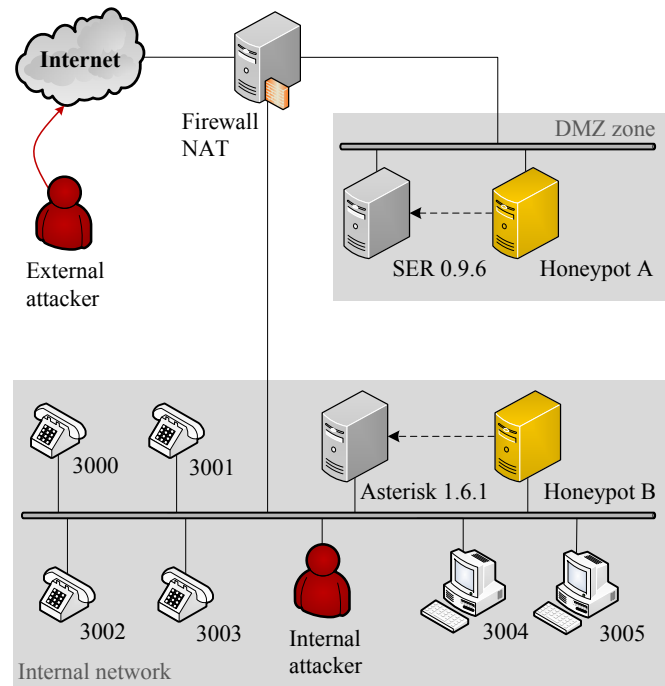 Internet
Firewall
NAT
DMZ zone
External
attacker
SER 0.9.6
Honeypot A
3000
3001
Asterisk 1.6.1
Honeypot B
3002
3003
Internal
attacker
3004
3005
Internal network